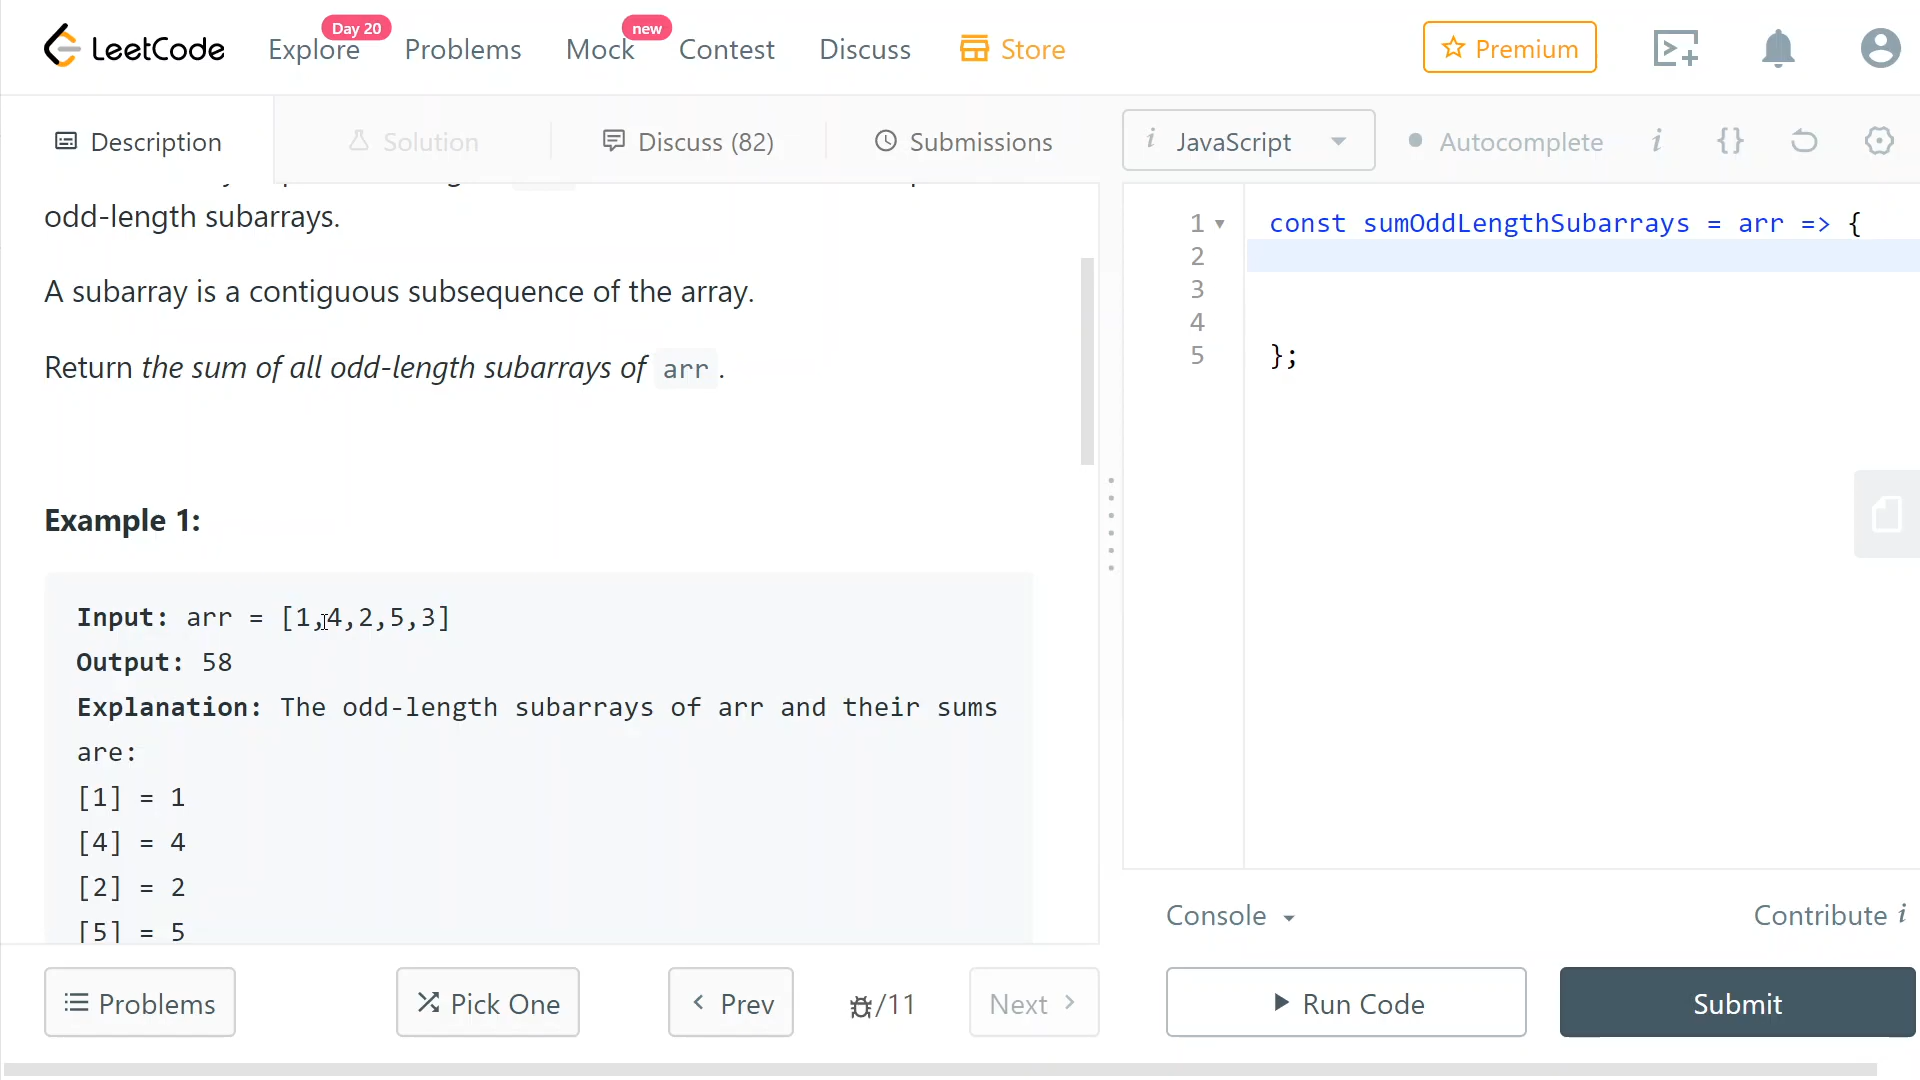 LeetCode
Explore
Day 20
Problems
Mock
new
Contest
Discuss
Store
Premium
Description
Solution
Discuss (82)
Submissions
i JavaScript
Autocomplete
i
{}
odd-length subarrays.
A subarray is a contiguous subsequence of the array.
Return the sum of all odd-length subarrays of arr .
Example 1:
Input: arr = [1,4,2,5,3]
Output: 58
Explanation: The odd-length subarrays of arr and their sums
are:
[1] = 1
[4] = 4
[2] = 2
[5] = 5
1 const sumOddLengthSubarrays = arr => {
2
3
4
5 };
Console
Contribute i
Problems
Pick One
Prev
/11
Next
Run Code
Submit